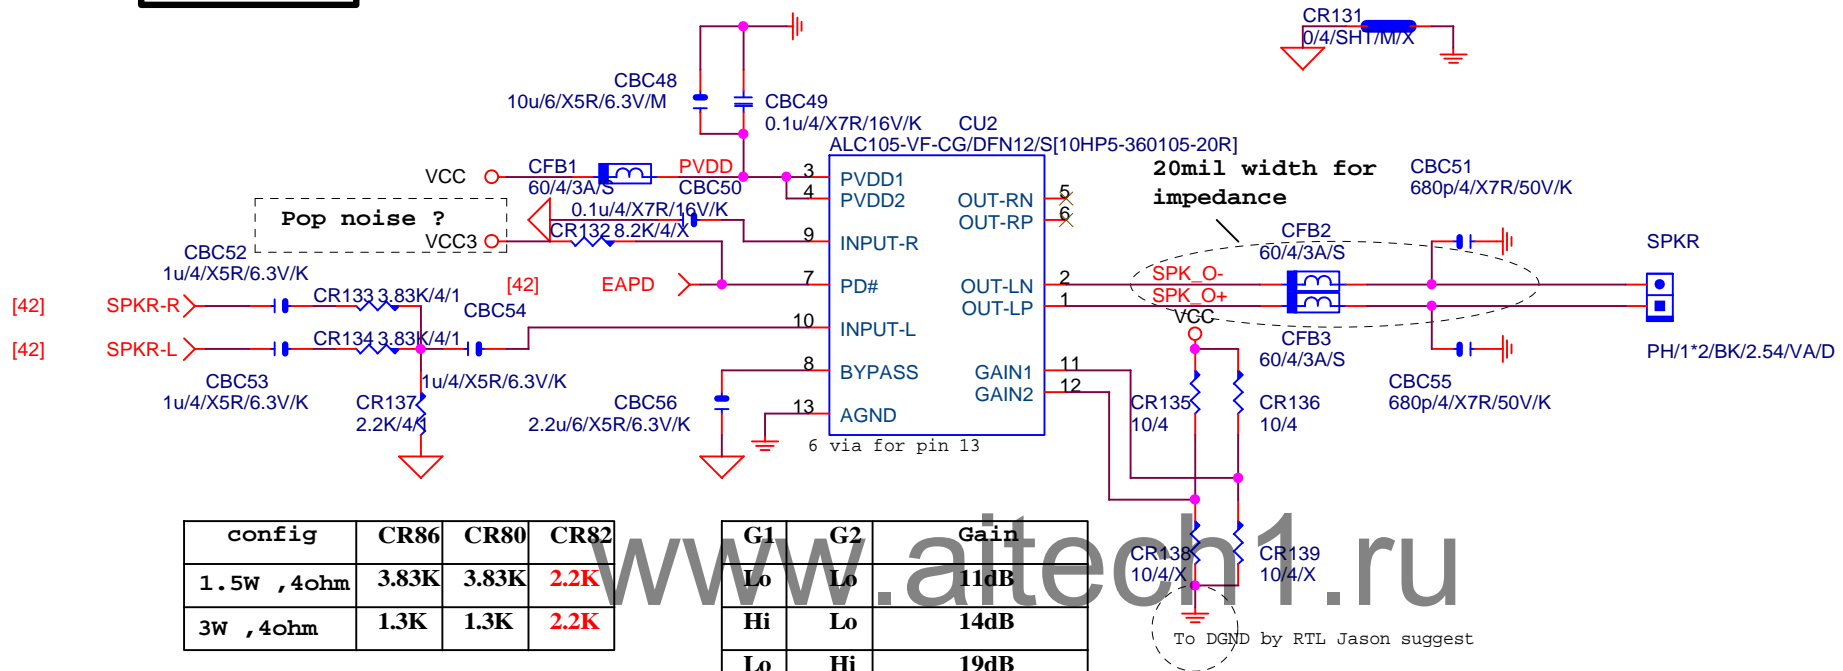 CR131
0/4/SHT/M/X
CBC48
10u/6/X5R/6.3V/M
CBC49
0.1u/4/X7R/16V/K
CU2
ALC105-VF-CG/DFN12/S[10HP5-360105-20R]
20mil width for
impedance
CBC51
680p/4/X7R/50V/K
VCC
CFB1
60/4/3A/S
PVDD
CBC50
0.1u/4/X7R/16V/K
3
PVDD1
4
PVDD2
OUT-RN
5
OUT-RP
6
Pop noise ?
VCC3
CR132
8.2K/4/X
9
INPUT-R
CFB2
60/4/3A/S
SPKR
CBC52
1u/4/X5R/6.3V/K
[42]
EAPD
7
PD#
OUT-LN
2
SPK_O-
[42]
SPKR-R
CR133
3.83K/4/1
CBC54
OUT-LP
1
SPK_O+
VCC
10
INPUT-L
[42]
SPKR-L
CR134
3.83K/4/1
CFB3
60/4/3A/S
PH/1*2/BK/2.54/VA/D
CBC53
1u/4/X5R/6.3V/K
1u/4/X5R/6.3V/K
8
BYPASS
GAIN1
11
GAIN2
12
CBC55
680p/4/X7R/50V/K
CR137
2.2K/4/1
CBC56
2.2u/6/X5R/6.3V/K
13
AGND
CR135
10/4
CR136
10/4
6 via for pin 13
config CR86 CR80 CR82
1.5W ,4ohm 3.83K 3.83K 2.2K
3W ,4ohm 1.3K 1.3K 2.2K
G1 G2 Gain
Lo Lo 11dB
Hi Lo 14dB
Lo Hi 19dB
CR138
10/4/X
CR139
10/4/X
www.aitech1.ru
To DGND by RTL Jason suggest